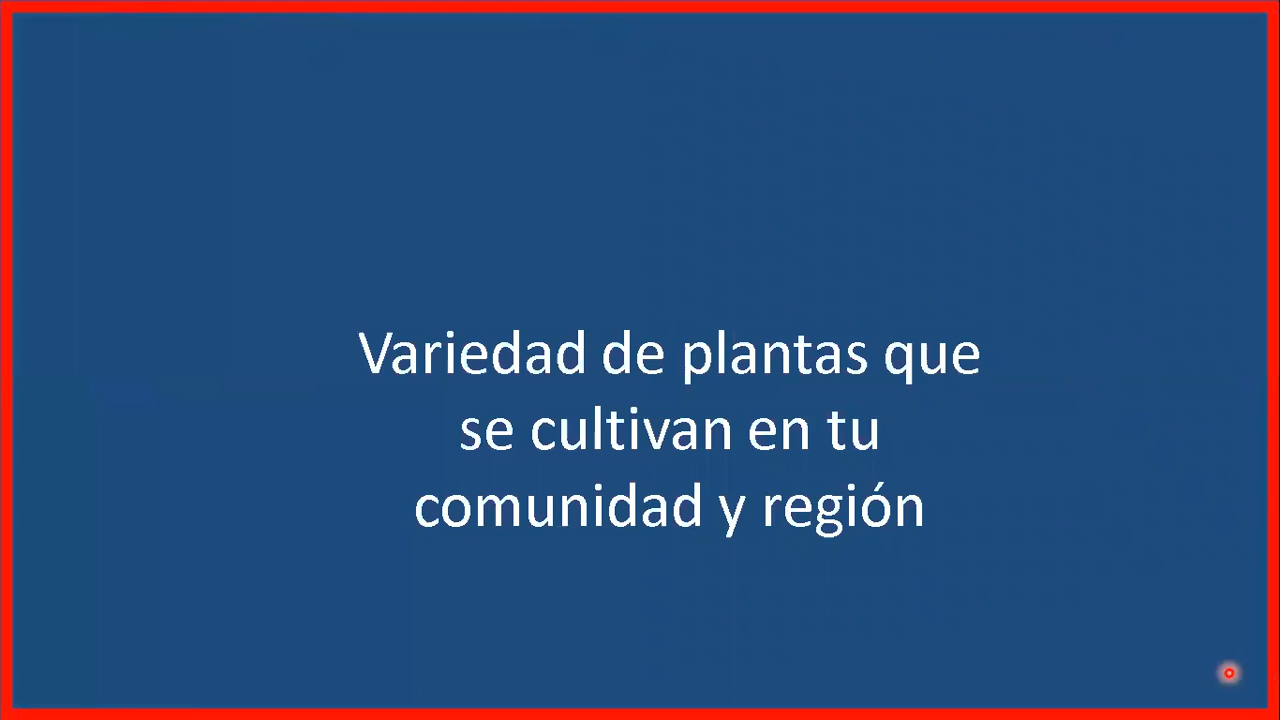 Variedad de plantas que
se cultivan en tu
comunidad y región